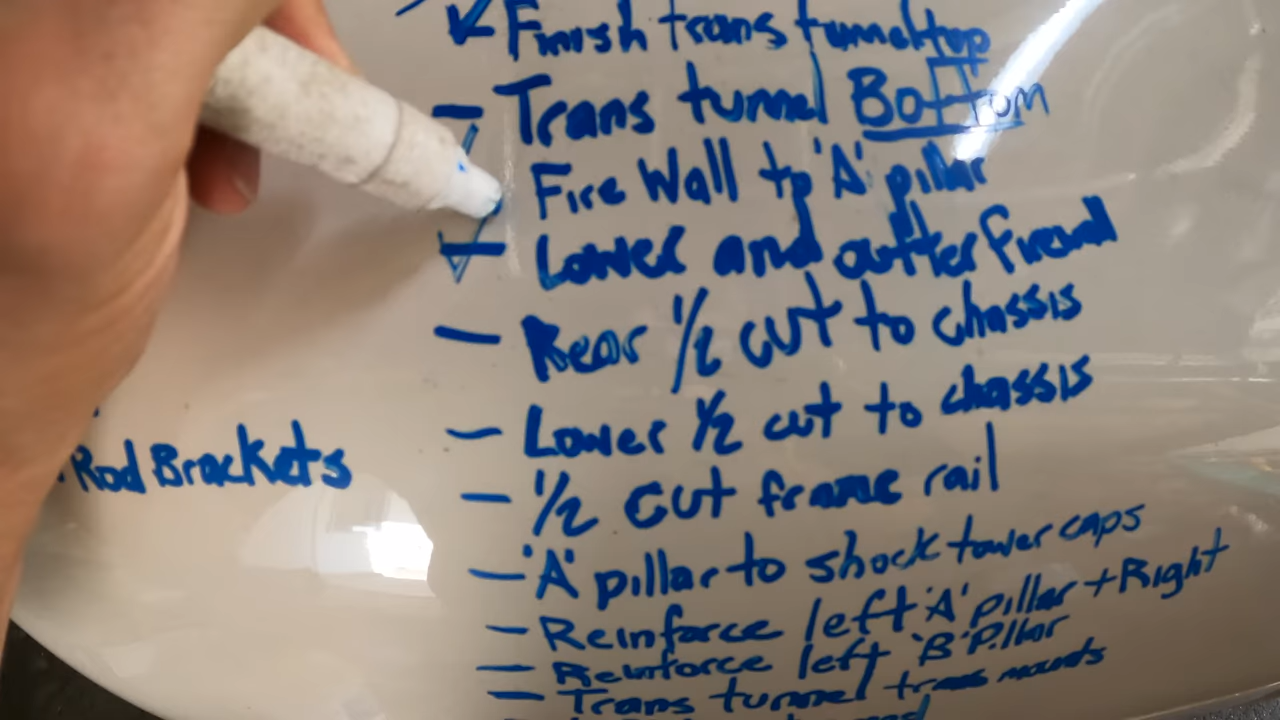 Finish trans tunnel top
- Trans tunnel Bottom
Fire Wall to 'A' pillar
- Lower and outter firewall
- Rear 1/2 cut to chassis
- Lower 1/2 cut to chassis
- 1/2 cut frame rail
- 'A' pillar to shock tower caps
- Reinforce left 'A' pillar + Right
- Reinforce left 'B' Pillar
- Trans tunnel trans mounts
Rod Brackets